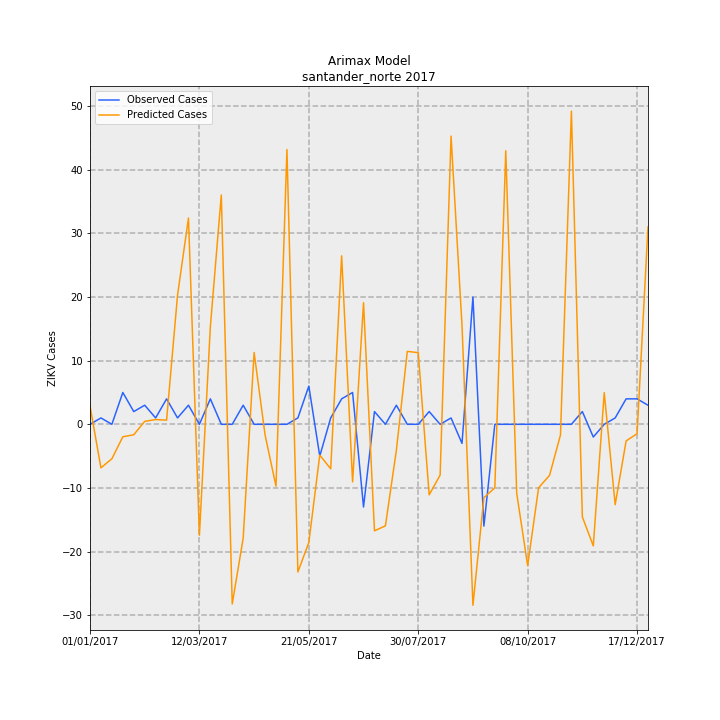 Arimax Model
santander_norte 2017
Observed Cases
Predicted Cases
50
40
30
20
10
0
−10
−20
−30
ZIKV Cases
01/01/2017
12/03/2017
21/05/2017
30/07/2017
08/10/2017
17/12/2017
Date